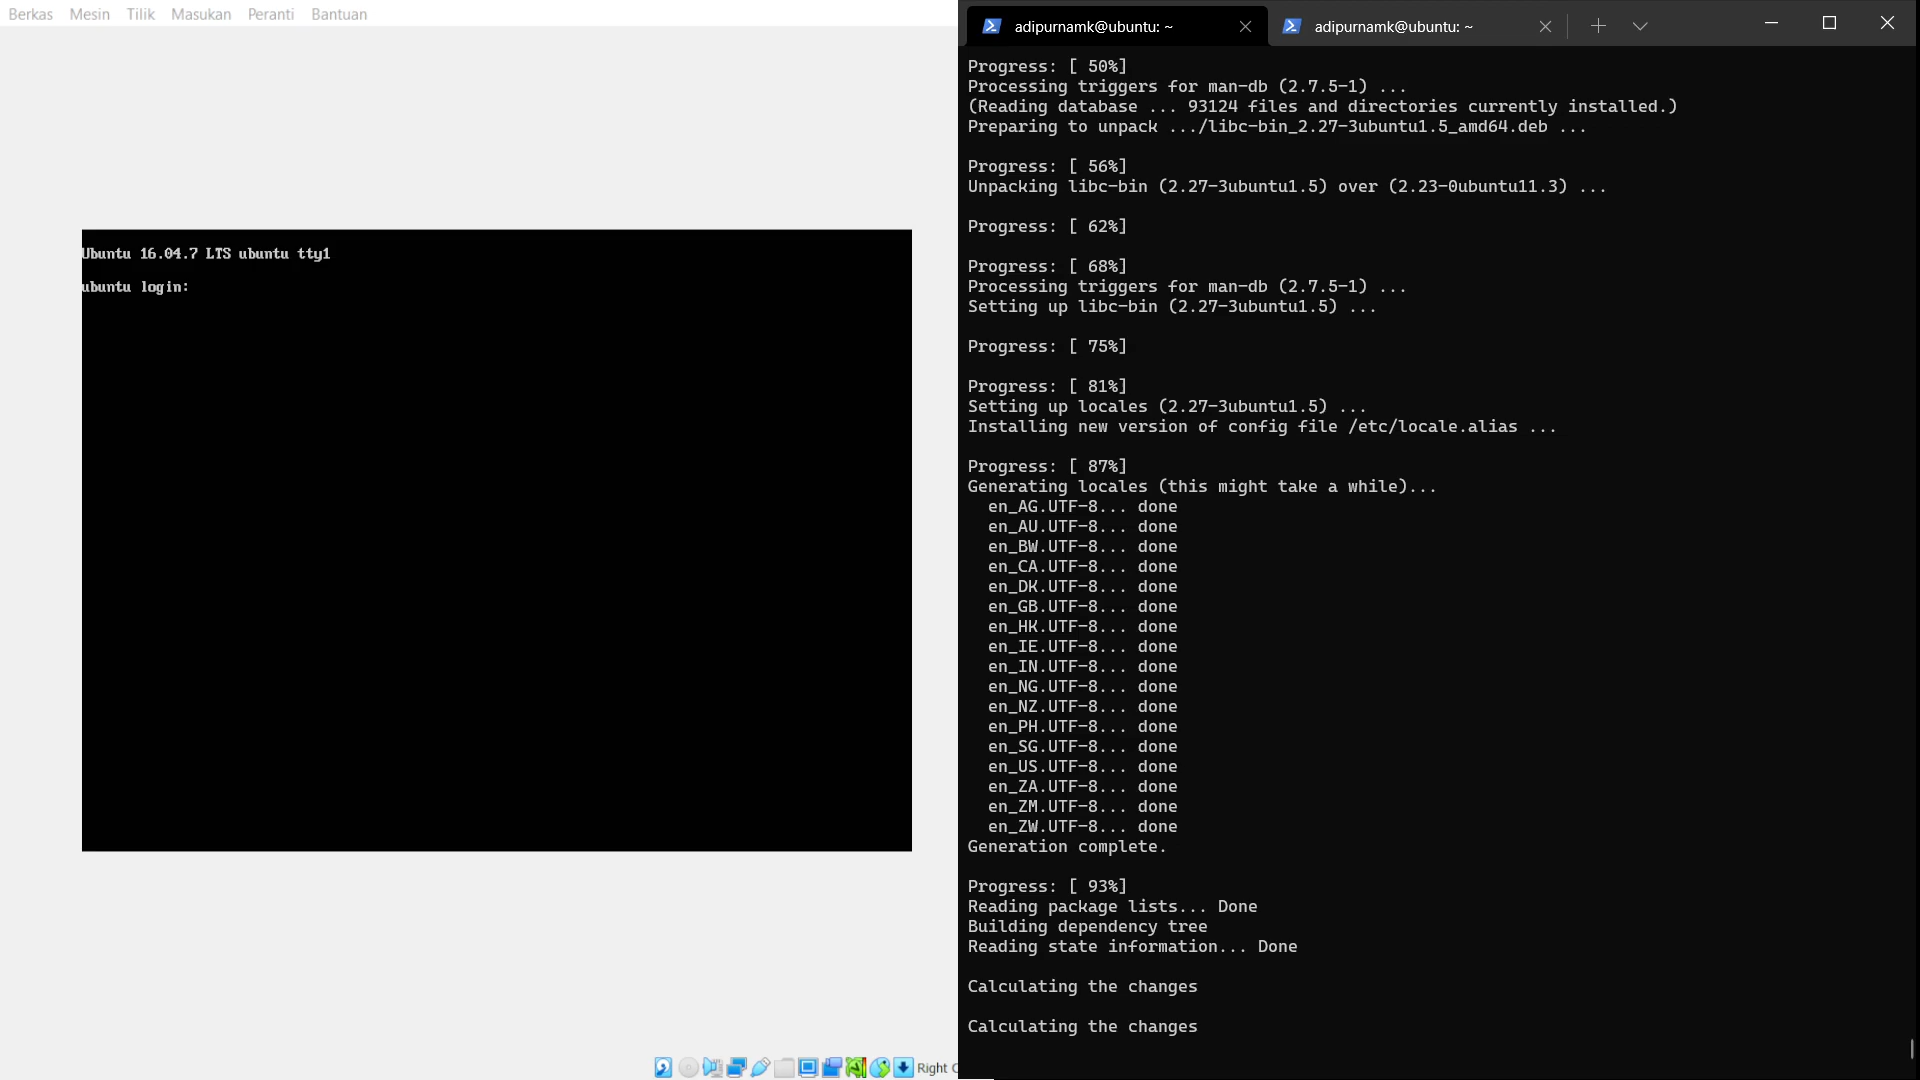 Berkas Mesin Tilik Masukan Peranti Bantuan
Ubuntu 16.04.7 LTS ubuntu tty1
ubuntu login:
Right
adipurnamk@ubuntu: ~
adipurnamk@ubuntu: ~
Progress: [ 50%]
Processing triggers for man-db (2.7.5-1) ...
(Reading database ... 93124 files and directories currently installed.)
Preparing to unpack .../libc-bin_2.27-3ubuntu1.5_amd64.deb ...
Progress: [ 56%]
Unpacking libc-bin (2.27-3ubuntu1.5) over (2.23-0ubuntu11.3) ...
Progress: [ 62%]
Progress: [ 68%]
Processing triggers for man-db (2.7.5-1) ...
Setting up libc-bin (2.27-3ubuntu1.5) ...
Progress: [ 75%]
Progress: [ 81%]
Setting up locales (2.27-3ubuntu1.5) ...
Installing new version of config file /etc/locale.alias ...
Progress: [ 87%]
Generating locales (this might take a while)...
en_AG.UTF-8... done
en_AU.UTF-8... done
en_BW.UTF-8... done
en_CA.UTF-8... done
en_DK.UTF-8... done
en_GB.UTF-8... done
en_HK.UTF-8... done
en_IE.UTF-8... done
en_IN.UTF-8... done
en_NG.UTF-8... done
en_NZ.UTF-8... done
en_PH.UTF-8... done
en_SG.UTF-8... done
en_US.UTF-8... done
en_ZA.UTF-8... done
en_ZM.UTF-8... done
en_ZW.UTF-8... done
Generation complete.
Progress: [ 93%]
Reading package lists... Done
Building dependency tree
Reading state information... Done
Calculating the changes
Calculating the changes